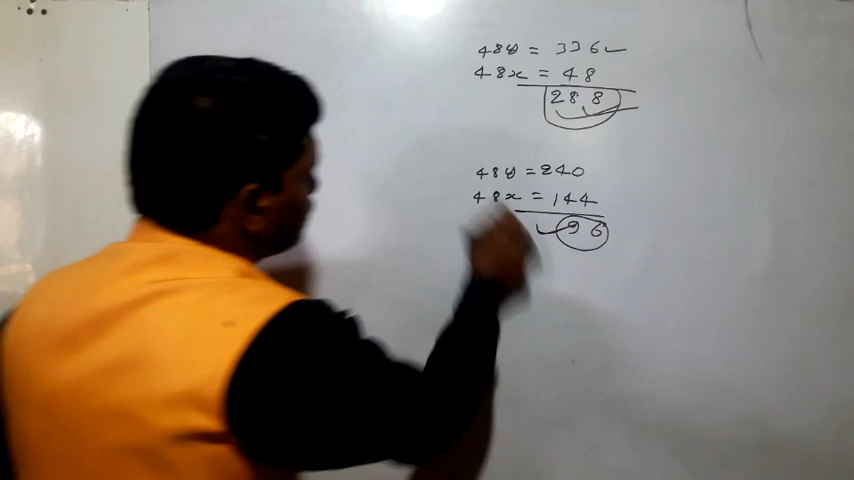 48y = 336
48x = 48
288
48y = 240
48x = 144
96